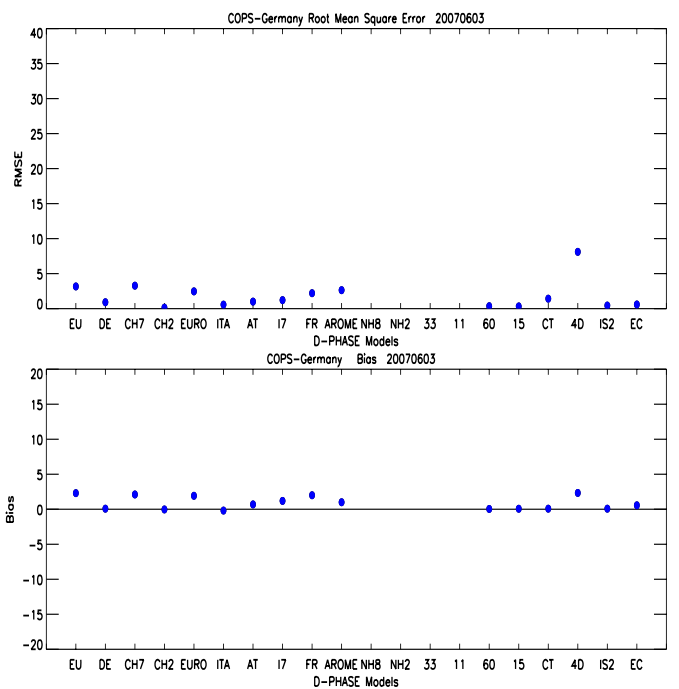 COPS-Germany Root Mean Square Error 20070603
40
35
30
25
20
15
10
5
0
RMSE
EU DE CH7 CH2 EURO ITA AT I7 FR AROME NH8 NH2 33 11 60 15 CT 4D IS2 EC
D-PHASE Models
COPS-Germany Bias 20070603
20
15
10
5
0
-5
-10
-15
-20
Bias
EU DE CH7 CH2 EURO ITA AT I7 FR AROME NH8 NH2 33 11 60 15 CT 4D IS2 EC
D-PHASE Models